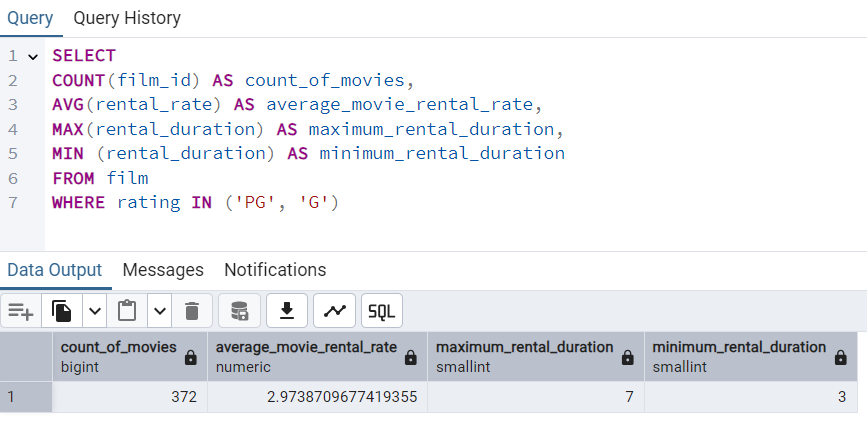 Query Query History
1 SELECT
2 COUNT(film_id) AS count_of_movies,
3 AVG(rental_rate) AS average_movie_rental_rate,
4 MAX(rental_duration) AS maximum_rental_duration,
5 MIN (rental_duration) AS minimum_rental_duration
6 FROM film
7 WHERE rating IN ('PG', 'G')
Data Output Messages Notifications
SQL
count_of_movies average_movie_rental_rate maximum_rental_duration minimum_rental_duration
bigint numeric smallint smallint
1 372 2.9738709677419355 7 3